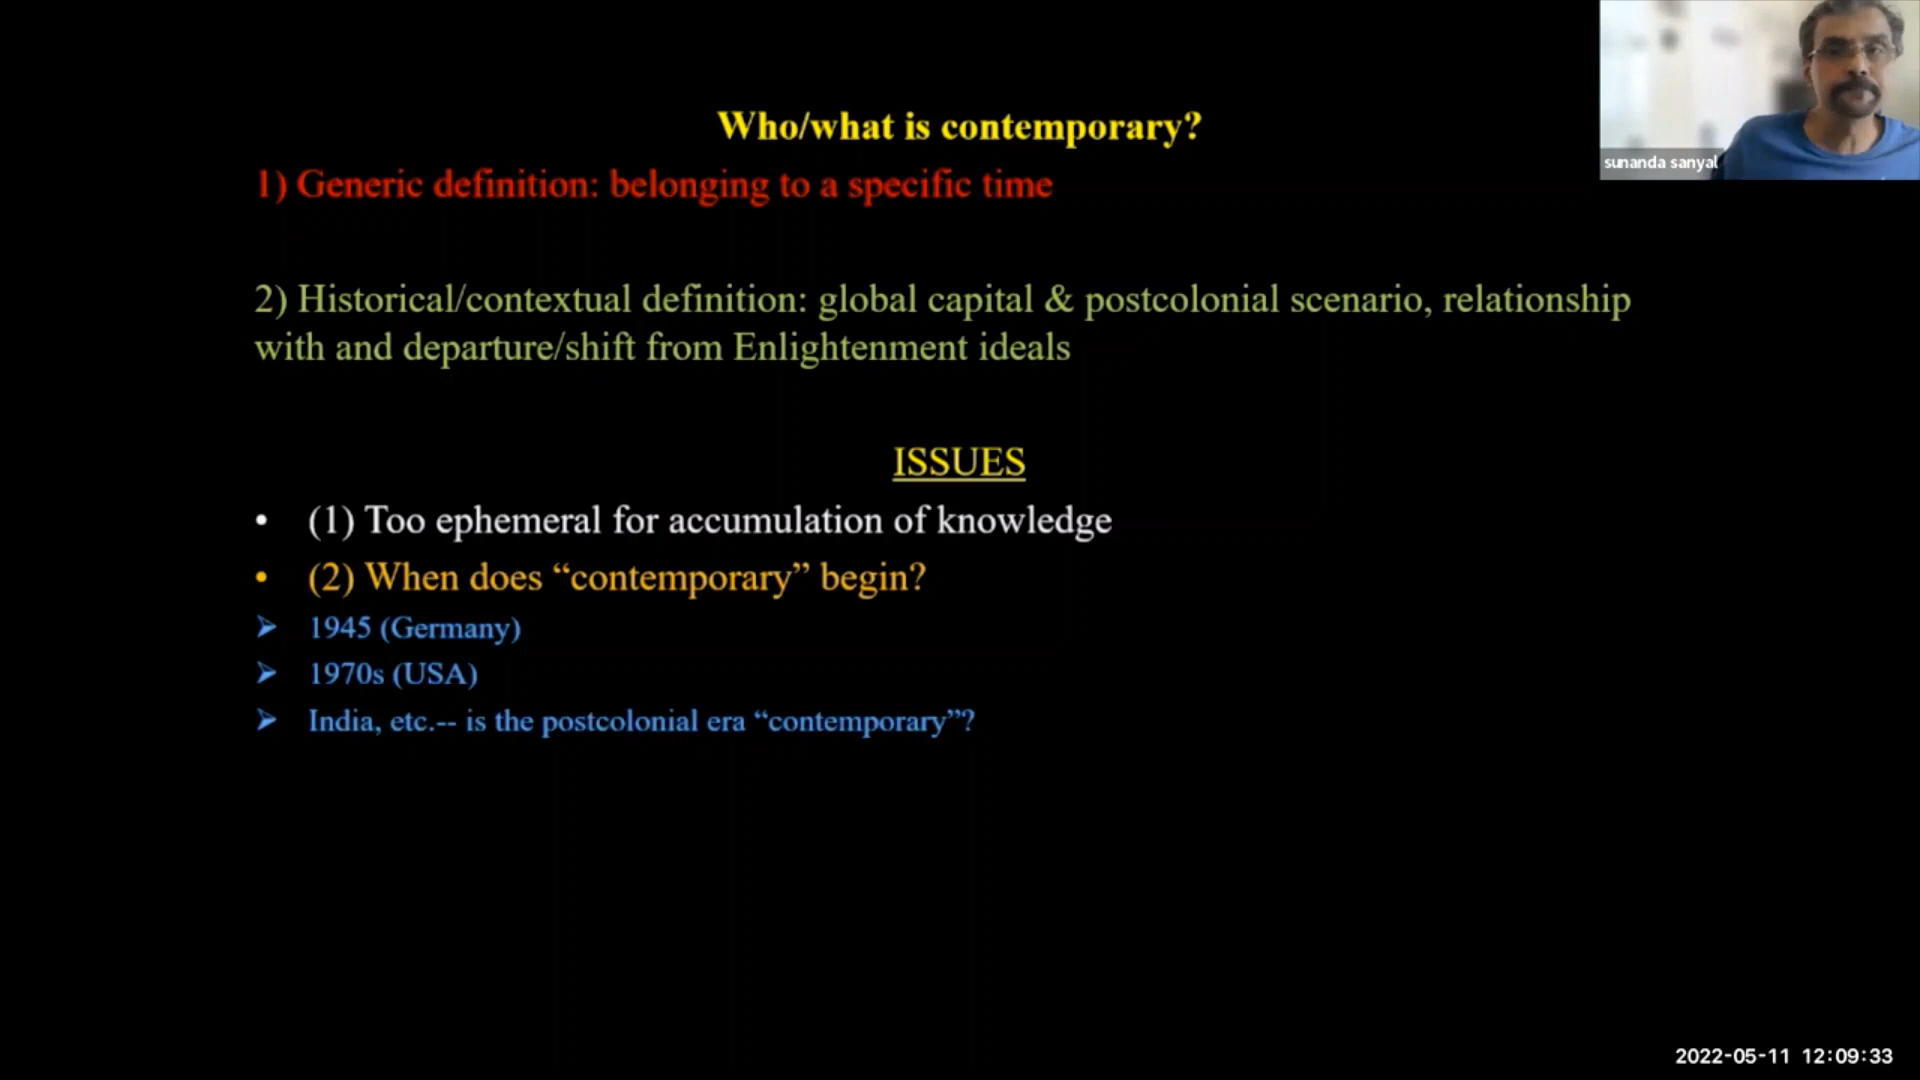 Who/what is contemporary?
1) Generic definition: belonging to a specific time
2) Historical/contextual definition: global capital & postcolonial scenario, relationship
with and departure/shift from Enlightenment ideals
ISSUES
• (1) Too ephemeral for accumulation of knowledge
• (2) When does “contemporary” begin?
➢ 1945 (Germany)
➢ 1970s (USA)
➢ India, etc.-- is the postcolonial era “contemporary”?
sunanda sanyal
2022-05-11 12:09:33